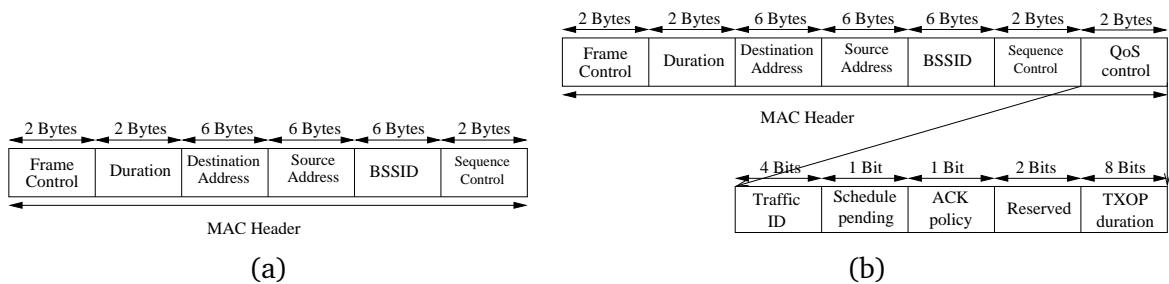 2 Bytes 2 Bytes 6 Bytes 6 Bytes 6 Bytes 2 Bytes
Frame Control Duration Destination Address Source Address BSSID Sequence Control
MAC Header
(a)
2 Bytes 2 Bytes 6 Bytes 6 Bytes 6 Bytes 2 Bytes 2 Bytes
Frame Control Duration Destination Address Source Address BSSID Sequence Control QoS control
MAC Header
4 Bits 1 Bit 1 Bit 2 Bits 8 Bits
Traffic ID Schedule pending ACK policy Reserved TXOP duration
(b)